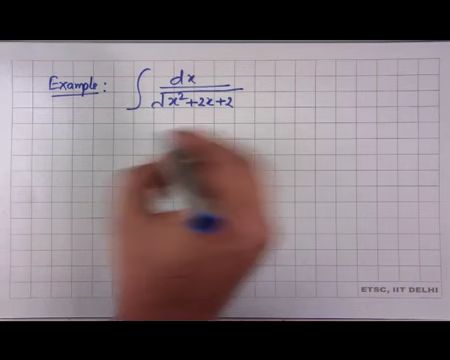 Example: ∫ dx / √x²+2x+2
ETSC, IIT DELHI